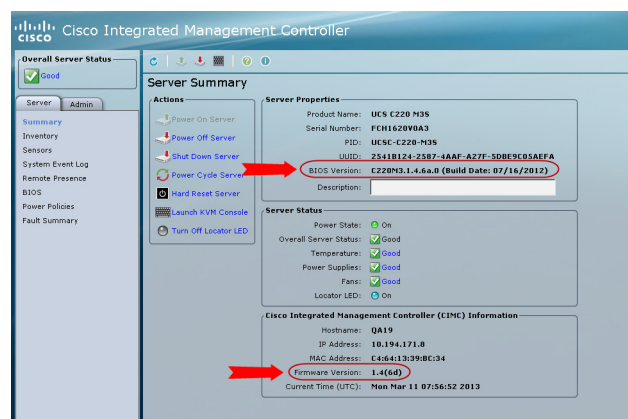 cisco Cisco Integrated Management Controller
Overall Server Status
Good
Server Admin
Summary
Inventory
Sensors
System Event Log
Remote Presence
BIOS
Power Policies
Fault Summary
Server Summary
Actions
Power On Server
Power Off Server
Shut Down Server
Power Cycle Server
Hard Reset Server
Launch KVM Console
Turn Off Locator LED
Server Properties
Product Name: UCS C220 M3S
Serial Number: FCH1620V0A3
PID: UCSC-C220-M3S
UUID: 2541B124-2587-4AAF-A27F-5DBE9C05AEFA
BIOS Version: C220M3.1.4.6a.0 (Build Date: 07/16/2012)
Description:
Server Status
Power State: On
Overall Server Status: Good
Temperature: Good
Power Supplies: Good
Fans: Good
Locator LED: On
Cisco Integrated Management Controller (CIMC) Information
Hostname: QA19
IP Address: 10.194.171.8
MAC Address: C4:64:13:39:BC:34
Firmware Version: 1.4(6d)
Current Time (UTC): Mon Mar 11 07:56:52 2013